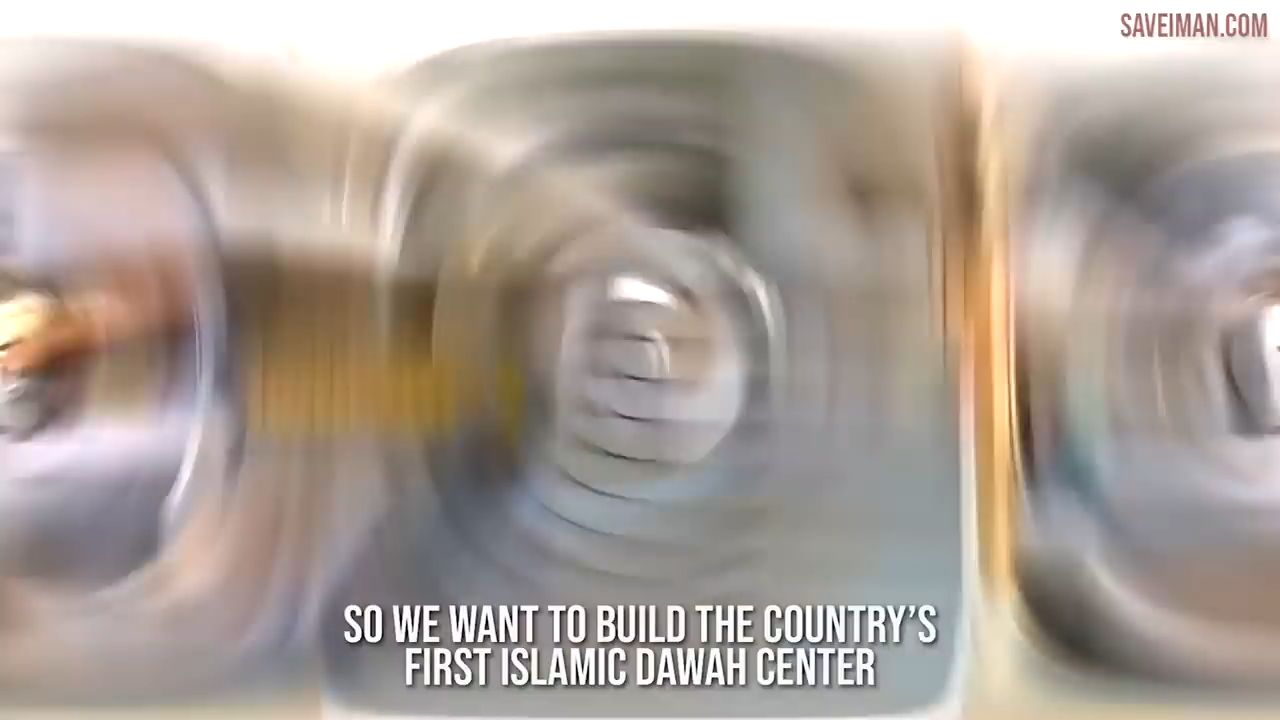 SAVEIMAN.COM
SO WE WANT TO BUILD THE COUNTRY'S
FIRST ISLAMIC DAWAH CENTER